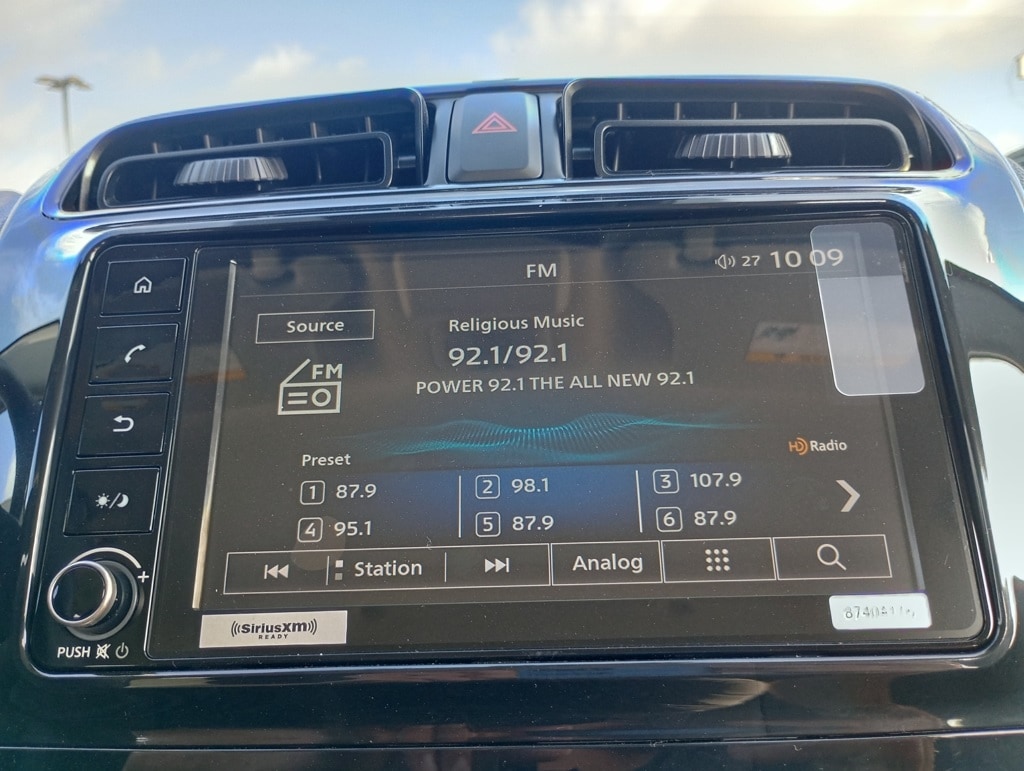 FM
27 10 09
Source
Religious Music
92.1/92.1
FM
POWER 92.1 THE ALL NEW 92.1
HD Radio
Preset
1 87.9
2 98.1
3 107.9
4 95.1
5 87.9
6 87.9
Station
Analog
+
PUSH
((SiriusXM))
READY